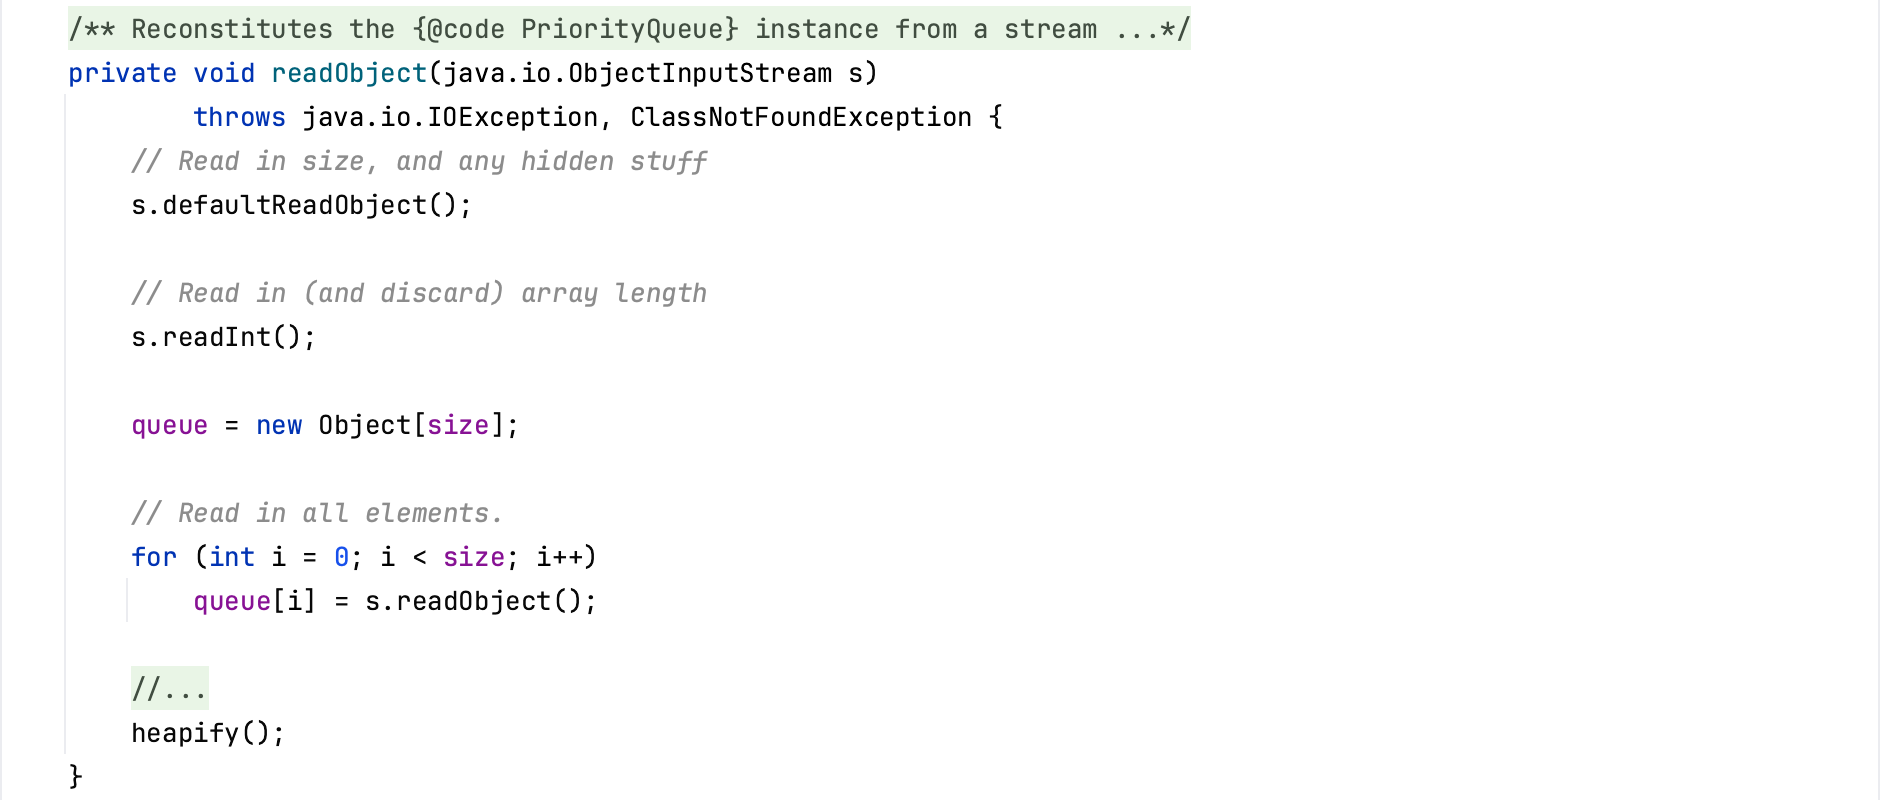 /** Reconstitutes the {@code PriorityQueue} instance from a stream ...*/
private void readObject(java.io.ObjectInputStream s)
        throws java.io.IOException, ClassNotFoundException {
    // Read in size, and any hidden stuff
    s.defaultReadObject();

    // Read in (and discard) array length
    s.readInt();

    queue = new Object[size];

    // Read in all elements.
    for (int i = 0; i < size; i++)
        queue[i] = s.readObject();

    //...
    heapify();
}